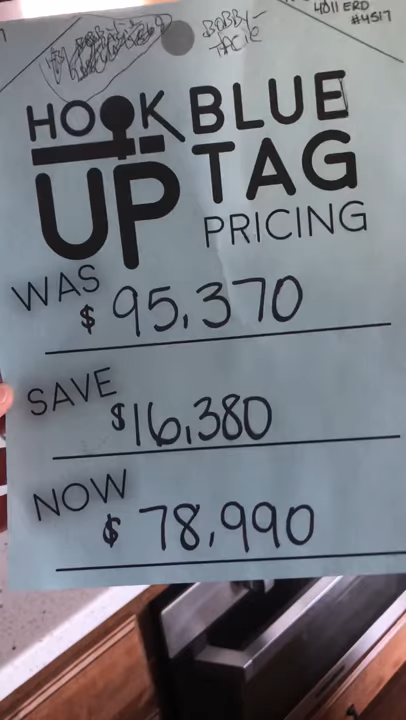 BOBBY-
TACIE
4011 ERD
#4517
HOOK BLUE
UP TAG
PRICING
WAS
$ 95,370
SAVE
$16,380
NOW
$ 78,990